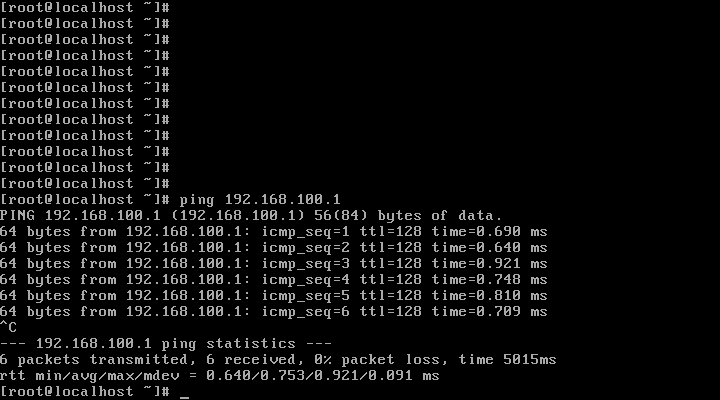 [root@localhost ~]#
[root@localhost ~]#
[root@localhost ~]#
[root@localhost ~]#
[root@localhost ~]#
[root@localhost ~]#
[root@localhost ~]#
[root@localhost ~]#
[root@localhost ~]#
[root@localhost ~]#
[root@localhost ~]#
[root@localhost ~]#
[root@localhost ~]# ping 192.168.100.1
PING 192.168.100.1 (192.168.100.1) 56(84) bytes of data.
64 bytes from 192.168.100.1: icmp_seq=1 ttl=128 time=0.690 ms
64 bytes from 192.168.100.1: icmp_seq=2 ttl=128 time=0.640 ms
64 bytes from 192.168.100.1: icmp_seq=3 ttl=128 time=0.921 ms
64 bytes from 192.168.100.1: icmp_seq=4 ttl=128 time=0.748 ms
64 bytes from 192.168.100.1: icmp_seq=5 ttl=128 time=0.810 ms
64 bytes from 192.168.100.1: icmp_seq=6 ttl=128 time=0.709 ms
^C
--- 192.168.100.1 ping statistics ---
6 packets transmitted, 6 received, 0% packet loss, time 5015ms
rtt min/avg/max/mdev = 0.640/0.753/0.921/0.091 ms
[root@localhost ~]# _